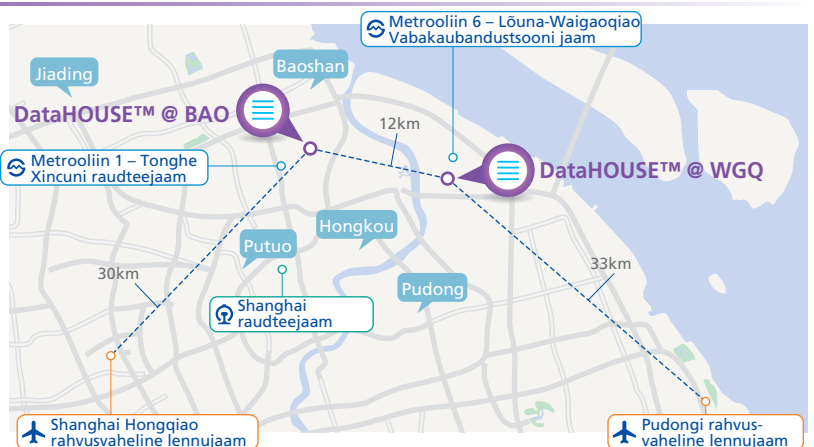 Metrooliin 6 – Lõuna-Waigaoqiao
Vabakaubandustsooni jaam
Jiading
Baoshan
DataHOUSE™ @ BAO
12km
Metrooliin 1 – Tonghe
Xincuni raudteejaam
DataHOUSE™ @ WGQ
Hongkou
Putuo
30km
33km
Pudong
Shanghai
raudteejaam
Shanghai Hongqiao
rahvusvaheline lennujaam
Pudongi rahvus-
vaheline lennujaam